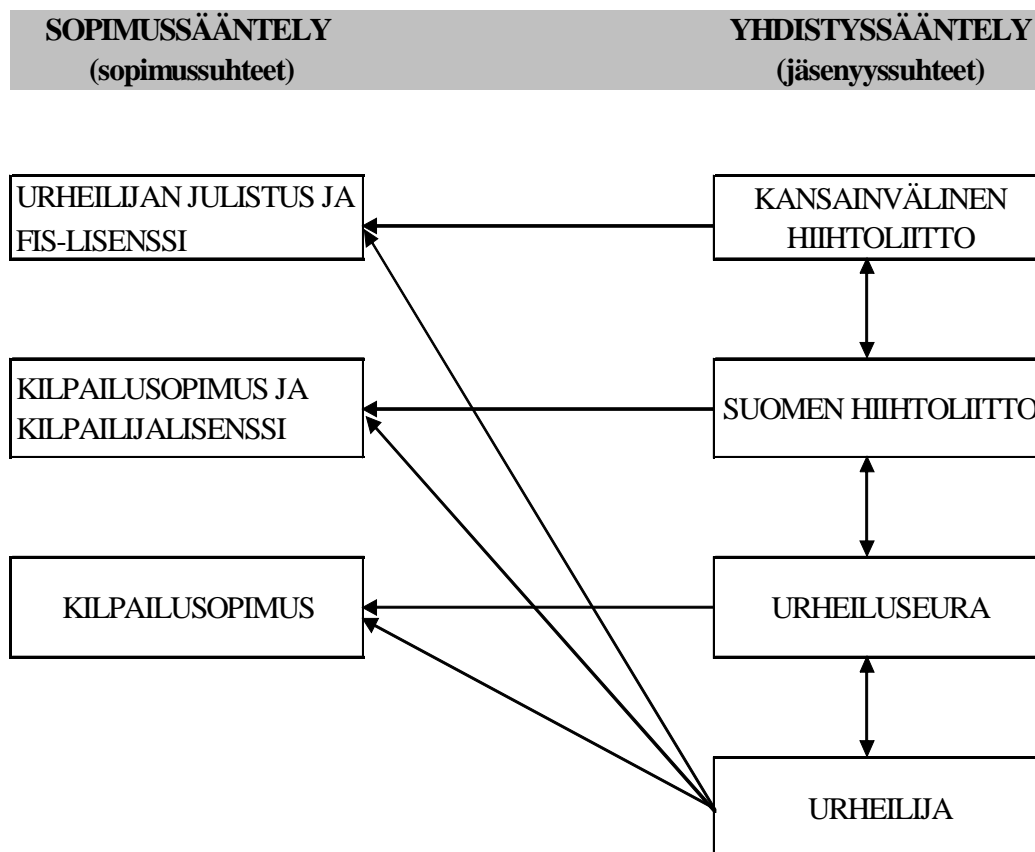 SOPIMUSSÄÄNTELY
(sopimussuhteet)
YHDISTYSSÄÄNTELY
(jäsenyyssuhteet)
URHEILIJAN JULISTUS JA
FIS-LISENSSI
KANSAINVÄLINEN
HIIHTOLIITTO
KILPAILUSOPIMUS JA
KILPAILIJALISENSSI
SUOMEN HIIHTOLIITTO
KILPAILUSOPIMUS
URHEILUSEURA
URHEILIJA